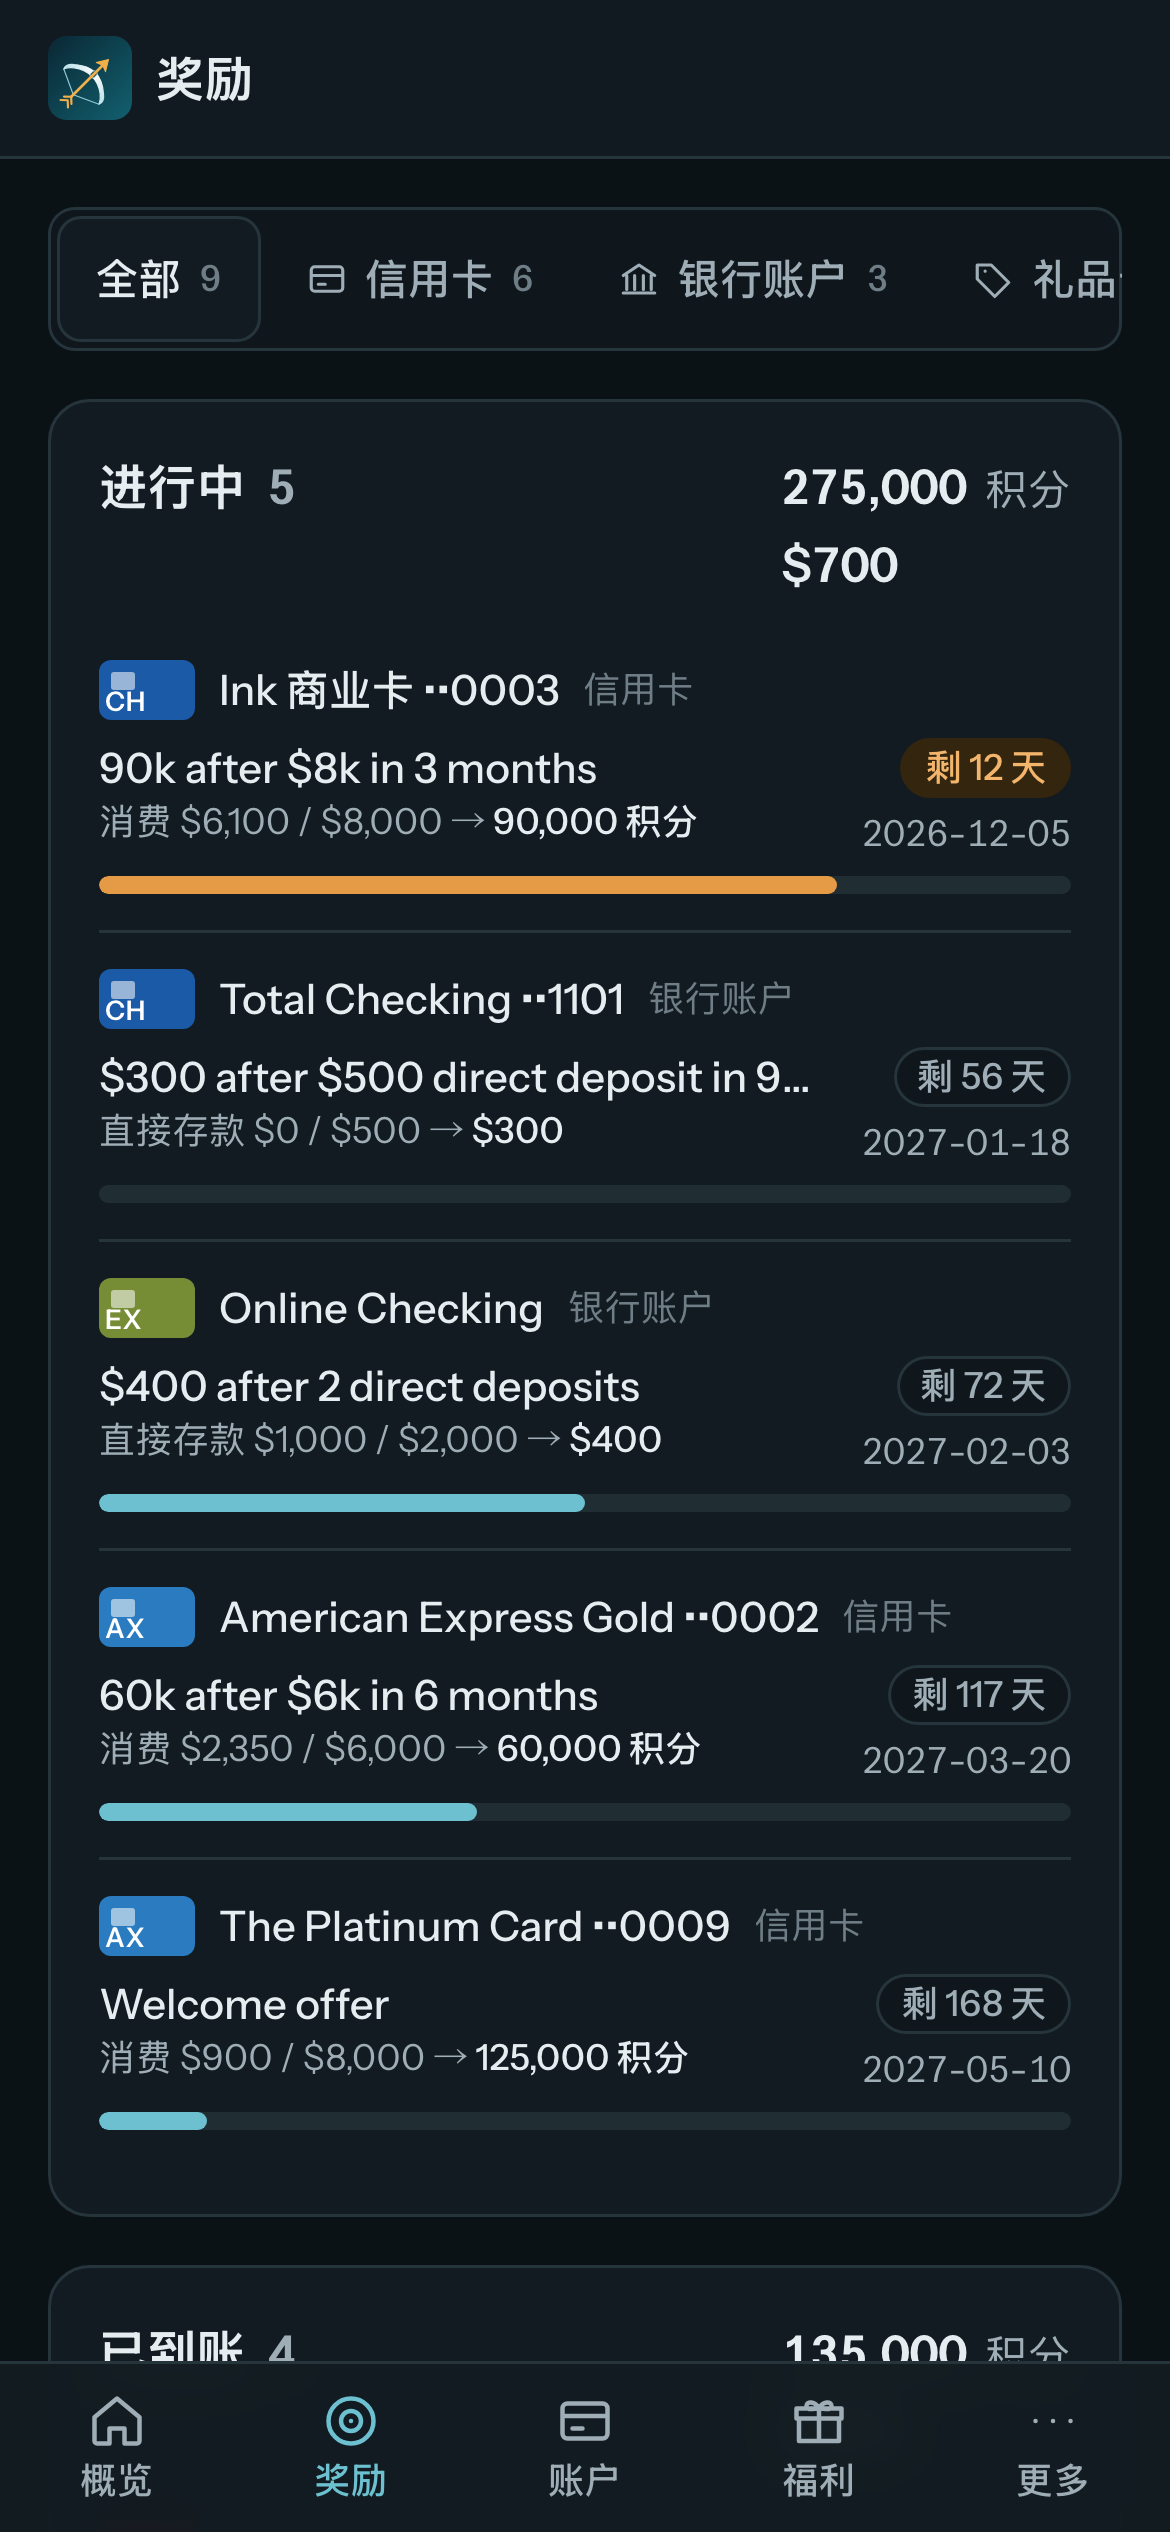 奖励
全部 9
信用卡 6
银行账户 3
礼品
进行中 5
275,000 积分
$700
CH
Ink 商业卡 ··0003 信用卡
90k after $8k in 3 months
剩 12 天
消费 $6,100 / $8,000 → 90,000 积分
2026-12-05
CH
Total Checking ··1101 银行账户
$300 after $500 direct deposit in 9...
剩 56 天
直接存款 $0 / $500 → $300
2027-01-18
EX
Online Checking 银行账户
$400 after 2 direct deposits
剩 72 天
直接存款 $1,000 / $2,000 → $400
2027-02-03
AX
American Express Gold ··0002 信用卡
60k after $6k in 6 months
剩 117 天
消费 $2,350 / $6,000 → 60,000 积分
2027-03-20
AX
The Platinum Card ··0009 信用卡
Welcome offer
剩 168 天
消费 $900 / $8,000 → 125,000 积分
2027-05-10
已到账 4
135,000 积分
概览
奖励
账户
福利
更多